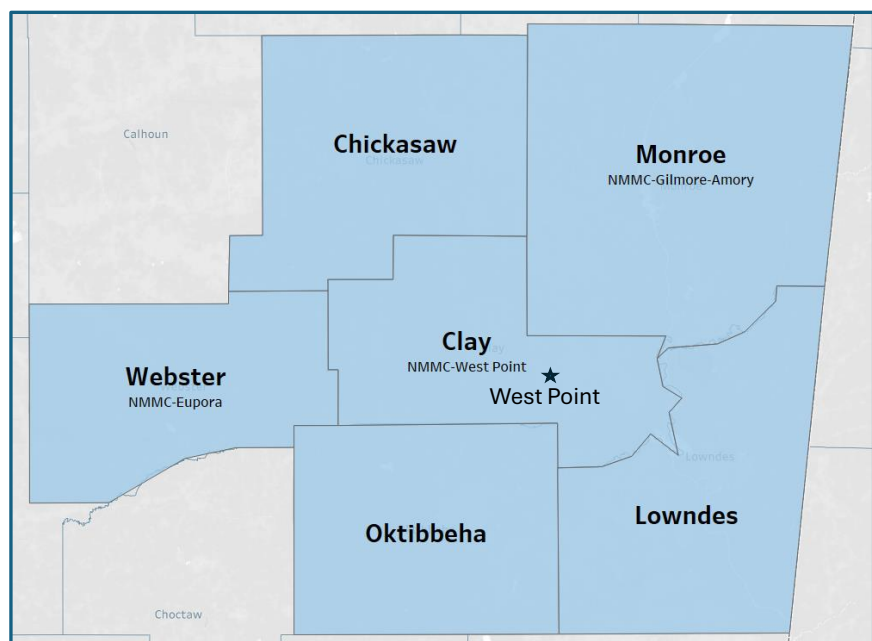 Calhoun
Chickasaw
Chickasaw
Monroe
NMMC-Gilmore-Amory
Clay
NMMC-West Point
West Point
Webster
NMMC-Eupora
Lowndes
Lowndes
Oktibbeha
Choctaw